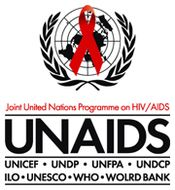 Joint United Nations Programme on HIV/AIDS
UNAIDS
UNICEF • UNDP • UNFPA • UNDCP
ILO • UNESCO • WHO • WOLRD BANK